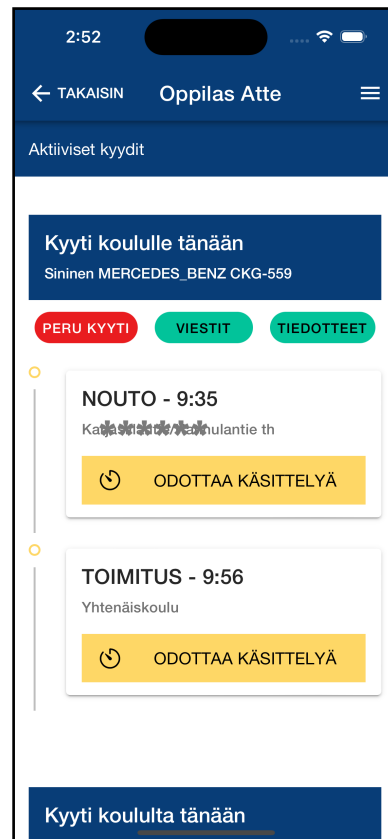 2:52
TAKAISIN
Oppilas Atte
Aktiiviset kyydit
Kyyti koululle tänään
Sininen MERCEDES_BENZ CKG-559
PERU KYYTI
VIESTIT
TIEDOTTEET
NOUTO - 9:35
th
ODOTTAA KÄSITTELYÄ
TOIMITUS - 9:56
Yhtenäiskoulu
ODOTTAA KÄSITTELYÄ
Kyyti koululta tänään